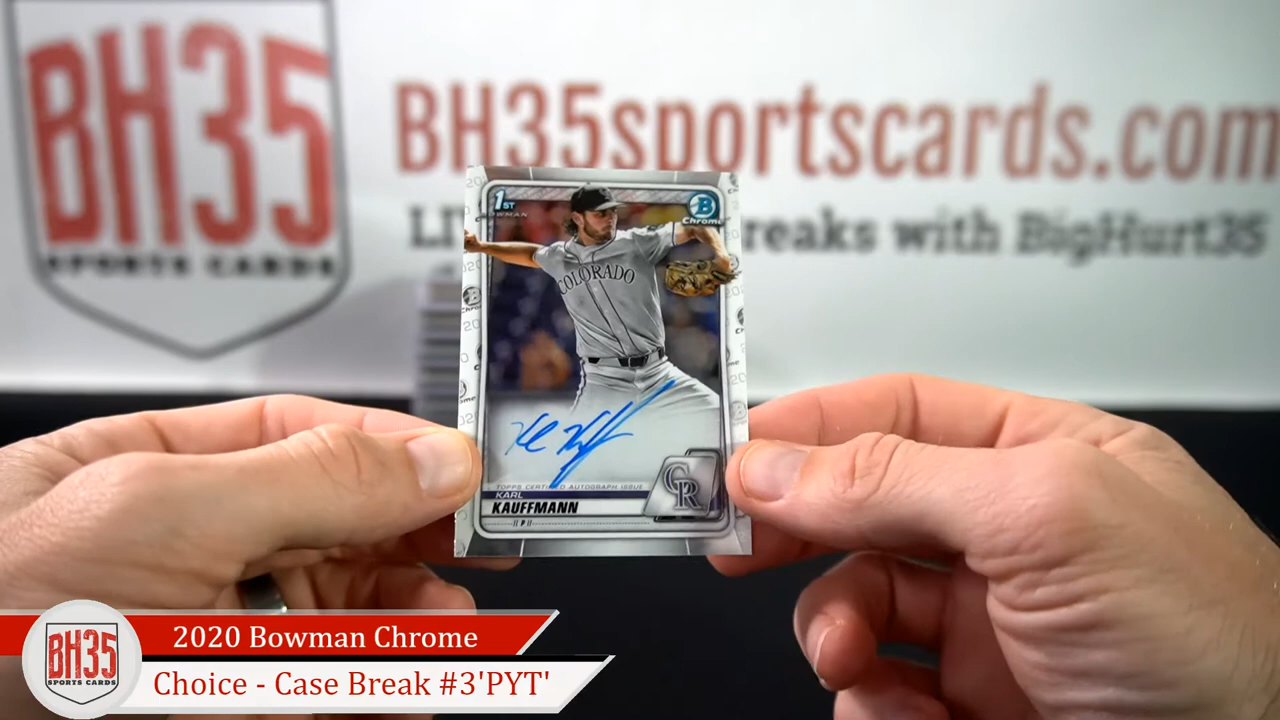 BH35
SPORTS CARDS
BH35sportscards.com
reaks with BigHurt35
1ST
BOWMAN
B
Chrome
COLORADO
TOPPS CERTIFIED AUTOGRAPH ISSUE
KARL
KAUFFMANN
P
CR
BH35
SPORTS CARDS
2020 Bowman Chrome
Choice - Case Break #3'PYT'